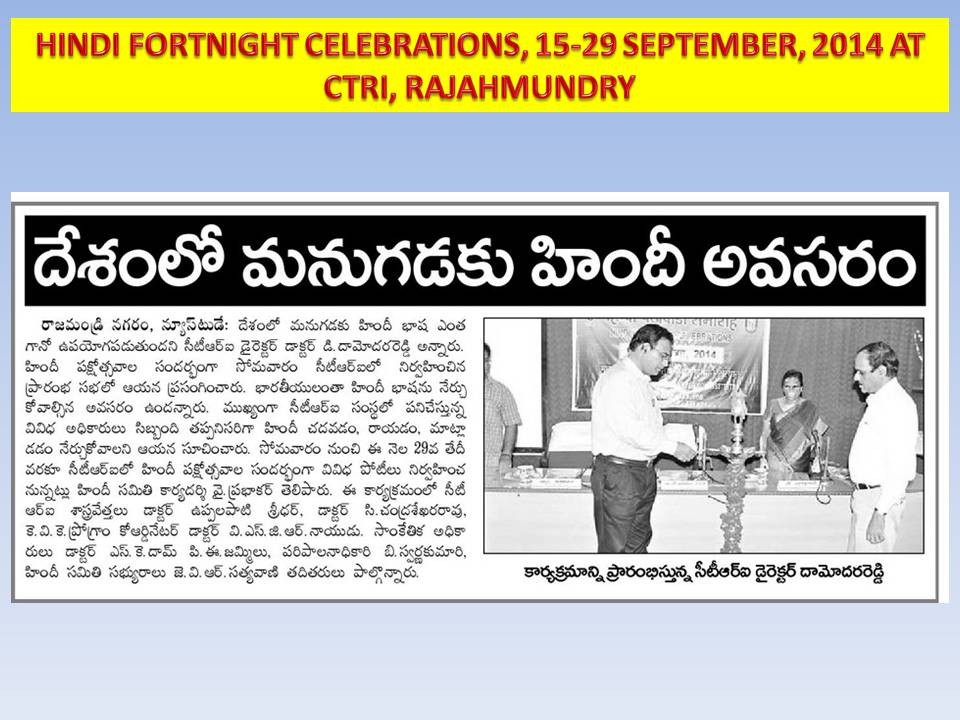 HINDI FORTNIGHT CELEBRATIONS, 15-29 SEPTEMBER, 2014 AT
CTRI, RAJAHMUNDRY
దేశంలో మనుగడకు హిందీ అవసరం
రాజమండ్రి నగరం, న్యూస్‌టుడే: దేశంలో మనుగడకు హిందీ భాష ఎంత
గానో ఉపయోగపడుతుందని సీటీఆర్ఐ డైరెక్టర్ డాక్టర్ డి.దామోదరరెడ్డి అన్నారు.
హిందీ పక్షోత్సవాల సందర్భంగా సోమవారం సీటీఆర్ఐలో నిర్వహించిన
ప్రారంభ సభలో ఆయన ప్రసంగించారు. భారతీయులంతా హిందీ భాషను నేర్చు
కోవాల్సిన అవసరం ఉందన్నారు. ముఖ్యంగా సీటీఆర్ఐ సంస్థలో పనిచేస్తున్న
వివిధ అధికారులు సిబ్బంది తప్పనిసరిగా హిందీ చదవడం, రాయడం, మాట్లా
డడం నేర్చుకోవాలని ఆయన సూచించారు. సోమవారం నుంచి ఈ నెల 29వ తేదీ
వరకూ సీటీఆర్ఐలో హిందీ పక్షోత్సవాల సందర్భంగా వివిధ పోటీలు నిర్వహించ
నున్నట్లు హిందీ సమితి కార్యదర్శి వై.ప్రభాకర్ తెలిపారు. ఈ కార్యక్రమంలో సీటీ
ఆర్ఐ శాస్త్రవేత్తలు డాక్టర్ ఉప్పలపాటి శ్రీధర్, డాక్టర్ సి.చంద్రశేఖరరావు,
కె.వి.కె.ప్రోగ్రాం కోఆర్డినేటర్ డాక్టర్ వి.ఎస్.జి.ఆర్.నాయుడు. సాంకేతిక అధికా
రులు డాక్టర్ ఎస్.కె.డామ్ పి.ఈ.జమ్మిలు, పరిపాలనాధికారి బి.స్వర్ణకుమారి,
హిందీ సమితి సభ్యురాలు జె.వి.ఆర్.సత్యవాణి తదితరులు పాల్గొన్నారు.
2014
కార్యక్రమాన్ని ప్రారంభిస్తున్న సీటీఆర్ఐ డైరెక్టర్ దామోదరరెడ్డి